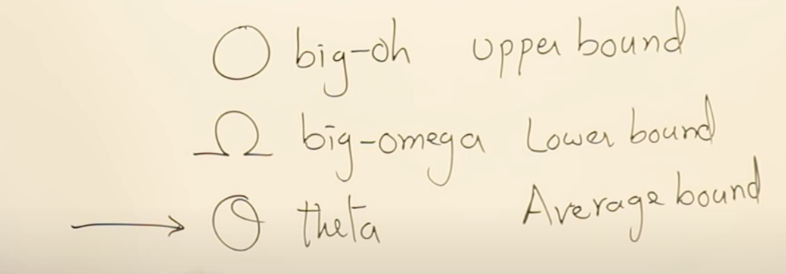 O big-oh upper bound
Ω big-omega Lower bound
→ θ theta Average bound